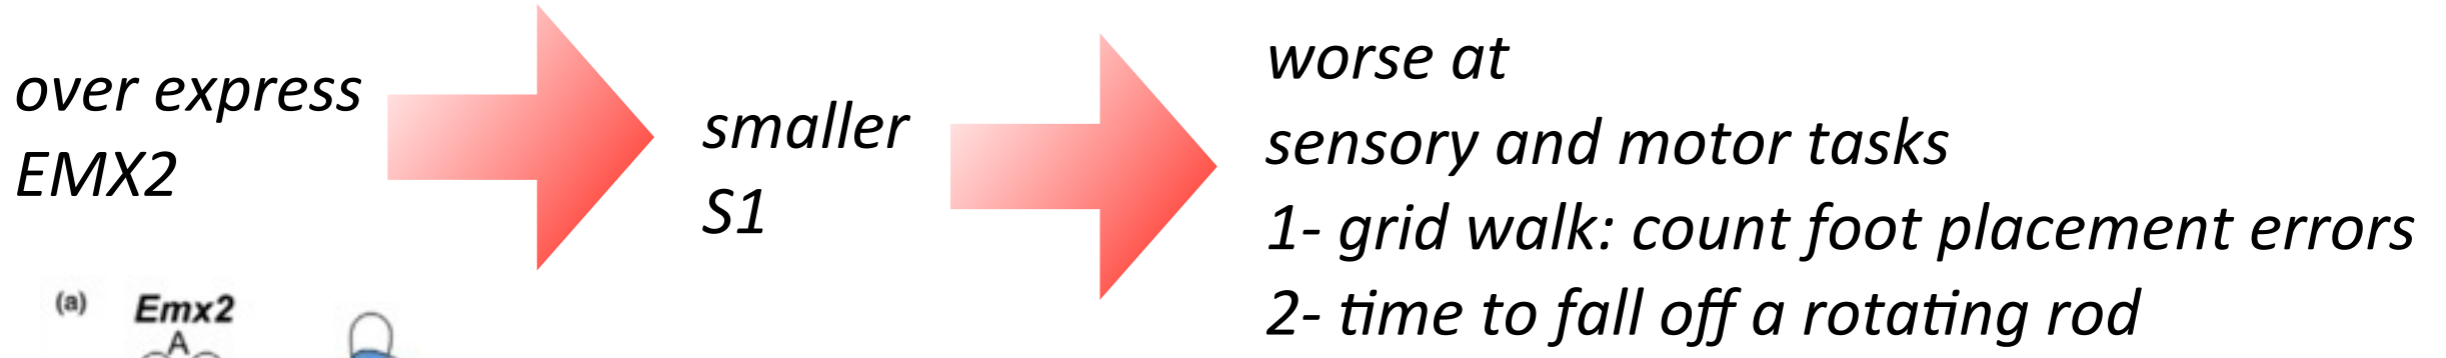 over express
EMX2
smaller
S1
worse at
sensory and motor tasks
1- grid walk: count foot placement errors
2- time to fall off a rotating rod
(a) Emx2
A